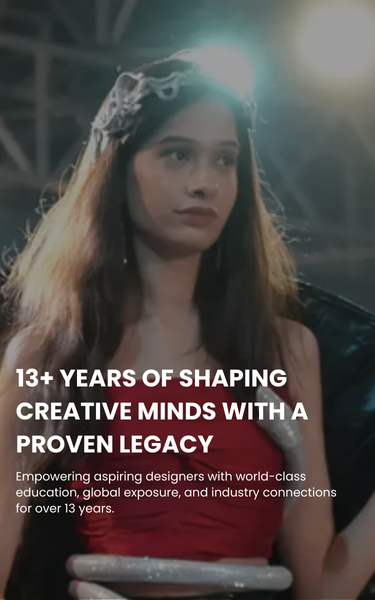 13+ YEARS OF SHAPING
CREATIVE MINDS WITH A
PROVEN LEGACY
Empowering aspiring designers with world-class
education, global exposure, and industry connections
for over 13 years.